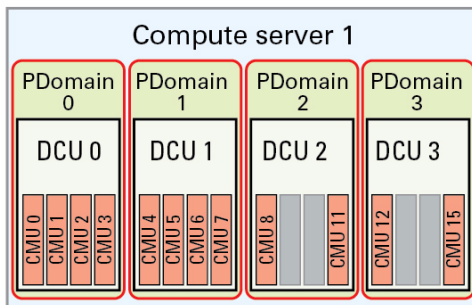 Compute server 1
PDomain
0
PDomain
1
PDomain
2
PDomain
3
DCU 0
DCU 1
DCU 2
DCU 3
CMU 0
CMU 1
CMU 2
CMU 3
CMU 4
CMU 5
CMU 6
CMU 7
CMU 8
CMU 11
CMU 12
CMU 15